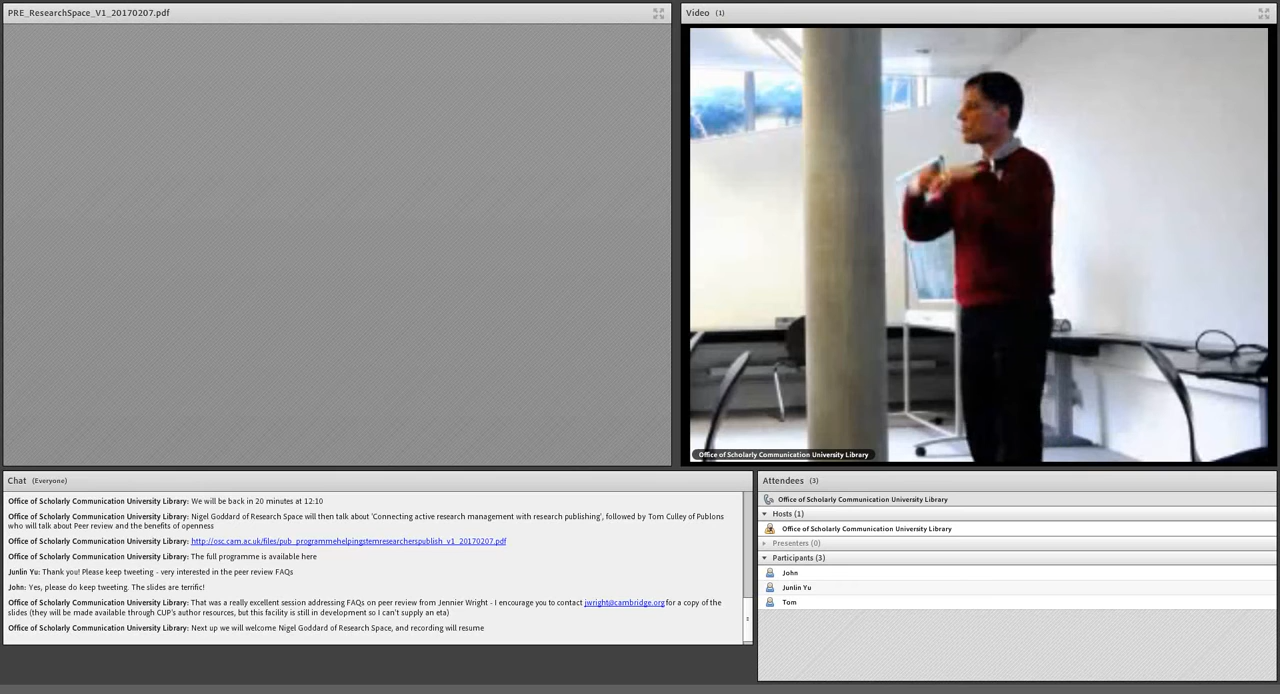 PRE_ResearchSpace_V1_20170207.pdf
Video (1)
Office of Scholarly Communication University Library
Chat (Everyone)
Office of Scholarly Communication University Library: We will be back in 20 minutes at 12:10
Office of Scholarly Communication University Library: Nigel Goddard of Research Space will then talk about 'Connecting active research management with research publishing', followed by Tom Culley of Publons
who will talk about Peer review and the benefits of openness
Office of Scholarly Communication University Library: http://osc.cam.ac.uk/files/pub_programmehelpingstemresearcherspublish_v1_20170207.pdf
Office of Scholarly Communication University Library: The full programme is available here
Junlin Yu: Thank you! Please keep tweeting - very interested in the peer review FAQs
John: Yes, please do keep tweeting. The slides are terrific!
Office of Scholarly Communication University Library: That was a really excellent session addressing FAQs on peer review from Jennier Wright - I encourage you to contact jwright@cambridge.org for a copy of the
slides (they will be made available through CUP's author resources, but this facility is still in development so I can't supply an eta)
Office of Scholarly Communication University Library: Next up we will welcome Nigel Goddard of Research Space, and recording will resume
Attendees (3)
Office of Scholarly Communication University Library
Hosts (1)
Office of Scholarly Communication University Library
Presenters (0)
Participants (3)
John
Junlin Yu
Tom